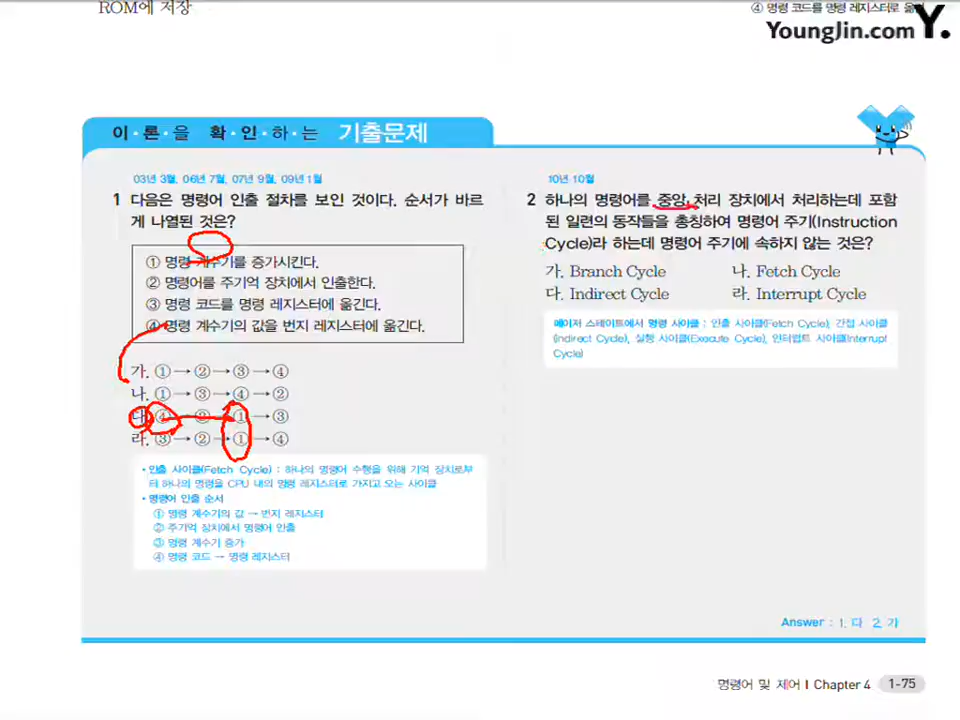 ROM에 저장
④ 명령 코드를 명령 레지스터로 옮긴
YoungJin.com Y.
이·론·을 확·인·하·는 기출문제
03년 3월, 06년 7월, 07년 9월, 09년 1월
1 다음은 명령어 인출 절차를 보인 것이다. 순서가 바르
게 나열된 것은?
① 명령 계수기를 증가시킨다.
② 명령어를 주기억 장치에서 인출한다.
③ 명령 코드를 명령 레지스터에 옮긴다.
④ 명령 계수기의 값을 번지 레지스터에 옮긴다.
가. ① → ② → ③ → ④
나. ① → ③ → ④ → ②
다. ④ → ② → ① → ③
라. ③ → ② → ① → ④
• 인출 사이클(Fetch Cycle) : 하나의 명령어 수행을 위해 기억 장치로부
터 하나의 명령을 CPU 내의 명령 레지스터로 가지고 오는 사이클
• 명령어 인출 순서
① 명령 계수기의 값 → 번지 레지스터
② 주기억 장치에서 명령어 인출
③ 명령 계수기 증가
④ 명령 코드 → 명령 레지스터
10년 10월
2 하나의 명령어를 중앙 처리 장치에서 처리하는데 포함
된 일련의 동작들을 총칭하여 명령어 주기(Instruction
Cycle)라 하는데 명령어 주기에 속하지 않는 것은?
가. Branch Cycle 나. Fetch Cycle
다. Indirect Cycle 라. Interrupt Cycle
메이저 스테이트에서 명령 사이클 : 인출 사이클(Fetch Cycle), 간접 사이클
(Indirect Cycle), 실행 사이클(Execute Cycle), 인터럽트 사이클(Interrupt
Cycle)
Answer : 1. 다 2. 가
명령어 및 제어 I Chapter 4 1-75